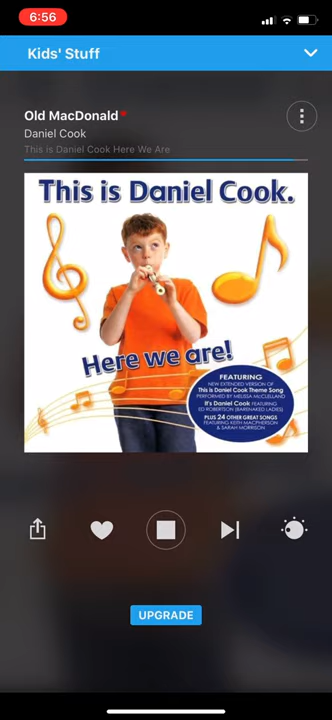 6:56
Kids' Stuff
Old MacDonald*
Daniel Cook
This is Daniel Cook Here We Are
This is Daniel Cook.
Here we are!
FEATURING
NEW EXTENDED VERSION OF
This is Daniel Cook Theme Song
PERFORMED BY MELISSA McCLELLAND
It's Daniel Cook FEATURING
ED ROBERTSON (BARENAKED LADIES)
PLUS 24 OTHER GREAT SONGS
FEATURING KEITH MACPHERSON
& SARAH MORRISON
UPGRADE